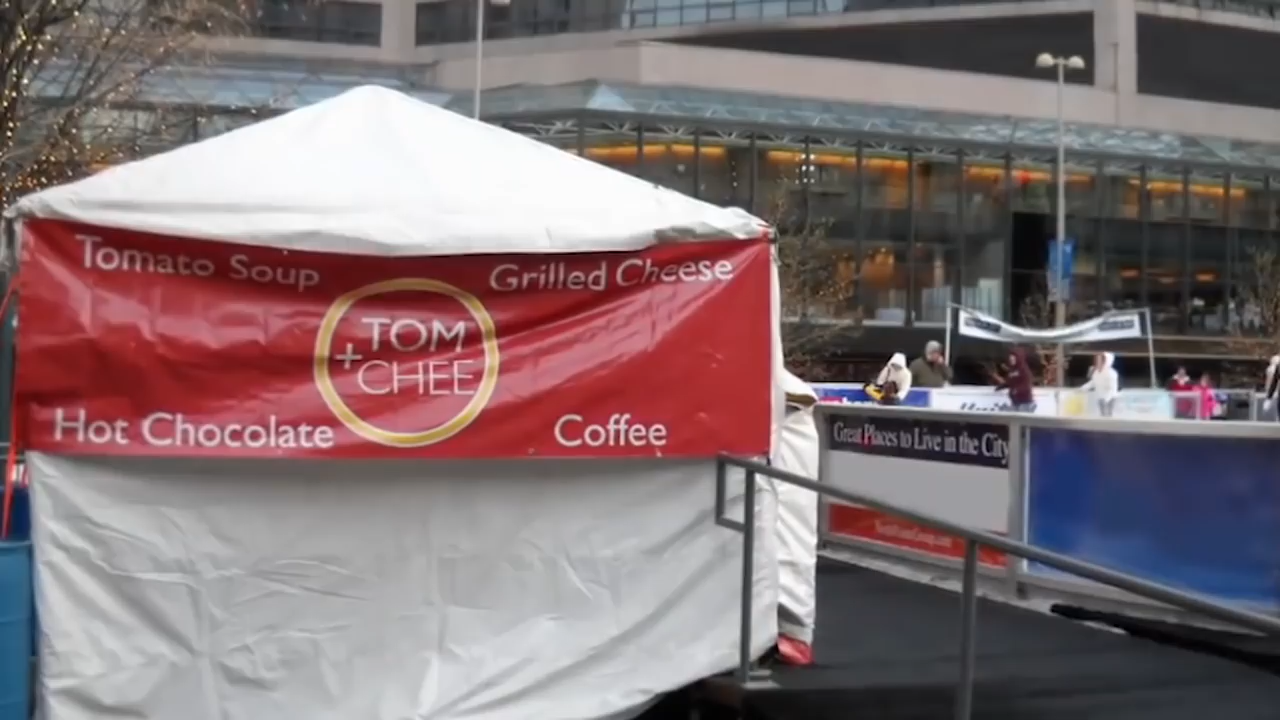 Tomato Soup
Grilled Cheese
TOM
+CHEE
Hot Chocolate
Coffee
Great Places to Live in the City